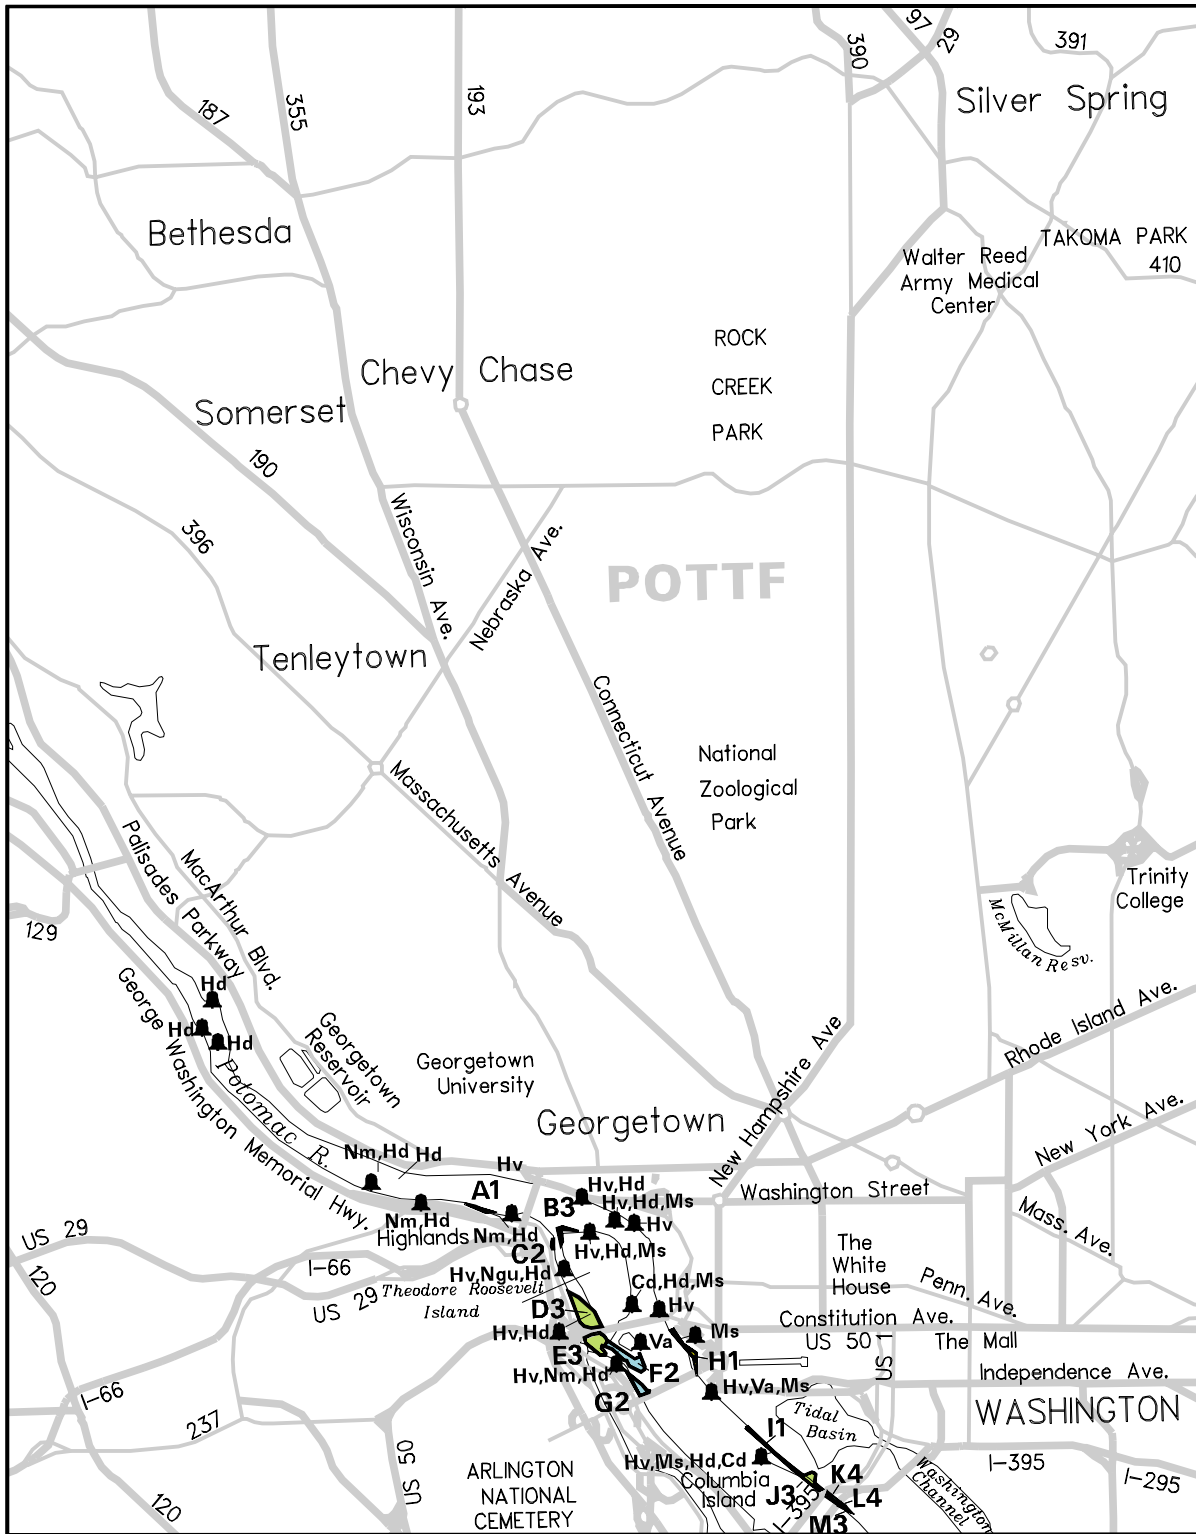 97
29
391
390
Silver Spring
187
355
193
Bethesda
TAKOMA PARK
410
Walter Reed
Army Medical
Center
ROCK
CREEK
PARK
Chevy Chase
Somerset
190
396
Wisconsin Ave.
Nebraska Ave.
POTTF
Tenleytown
Connecticut Avenue
National
Zoological
Park
Massachusetts Avenue
Palisades Parkway
MacArthur Blvd.
Trinity
College
McMillan Resv.
129
George Washington Memorial Hwy.
Hd
Hd
Hd
Potomac R.
Georgetown
Reservoir
Georgetown
University
Rhode Island Ave.
New Hampshire Ave
Georgetown
New York Ave.
Nm,Hd
Hd
Hv
A1
Hv,Hd
Washington Street
B3
Hv,Hd,Ms
Hv
Mass. Ave.
Nm,Hd
Highlands
Nm,Hd
C2
Hv,Hd,Ms
US 29
I-66
The
White
House
120
Hv,Ngu,Hd
Cd,Hd,Ms
Penn. Ave.
US 29
Theodore Roosevelt
Island
D3
Hv
Constitution Ave.
Hv,Hd
Va
Ms
US 50
US 1
The Mall
E3
F2
H1
Independence Ave.
Hv,Nm,Hd
G2
Hv,Va,Ms
I-66
237
US 50
Tidal
Basin
WASHINGTON
I1
Hv,Ms,Hd,Cd
Columbia
Island
I-395
J3
K4
L4
M3
I-395
Washington
Channel
I-295
ARLINGTON
NATIONAL
CEMETERY
120